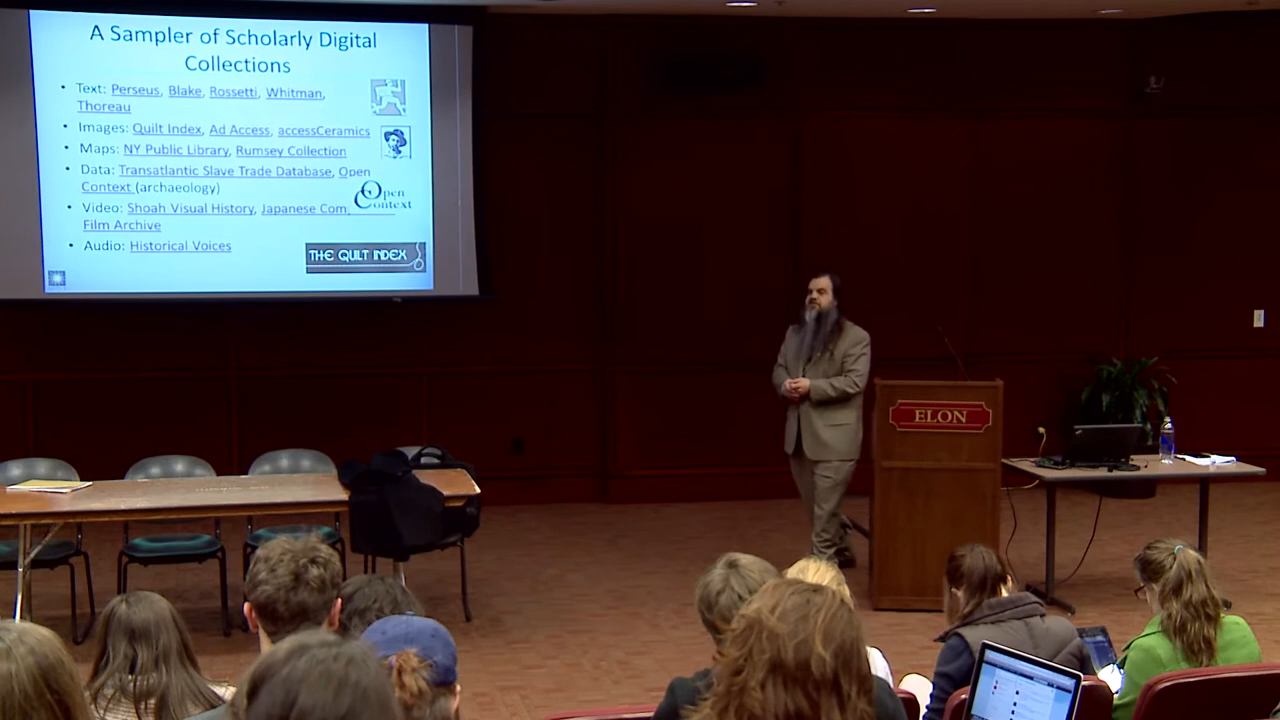 A Sampler of Scholarly Digital
Collections
• Text: Perseus, Blake, Rossetti, Whitman,
Thoreau
• Images: Quilt Index, Ad Access, accessCeramics
• Maps: NY Public Library, Rumsey Collection
• Data: Transatlantic Slave Trade Database, Open
Context (archaeology)
Open
Context
• Video: Shoah Visual History, Japanese Com
Film Archive
• Audio: Historical Voices
THE QUILT INDEX
ELON